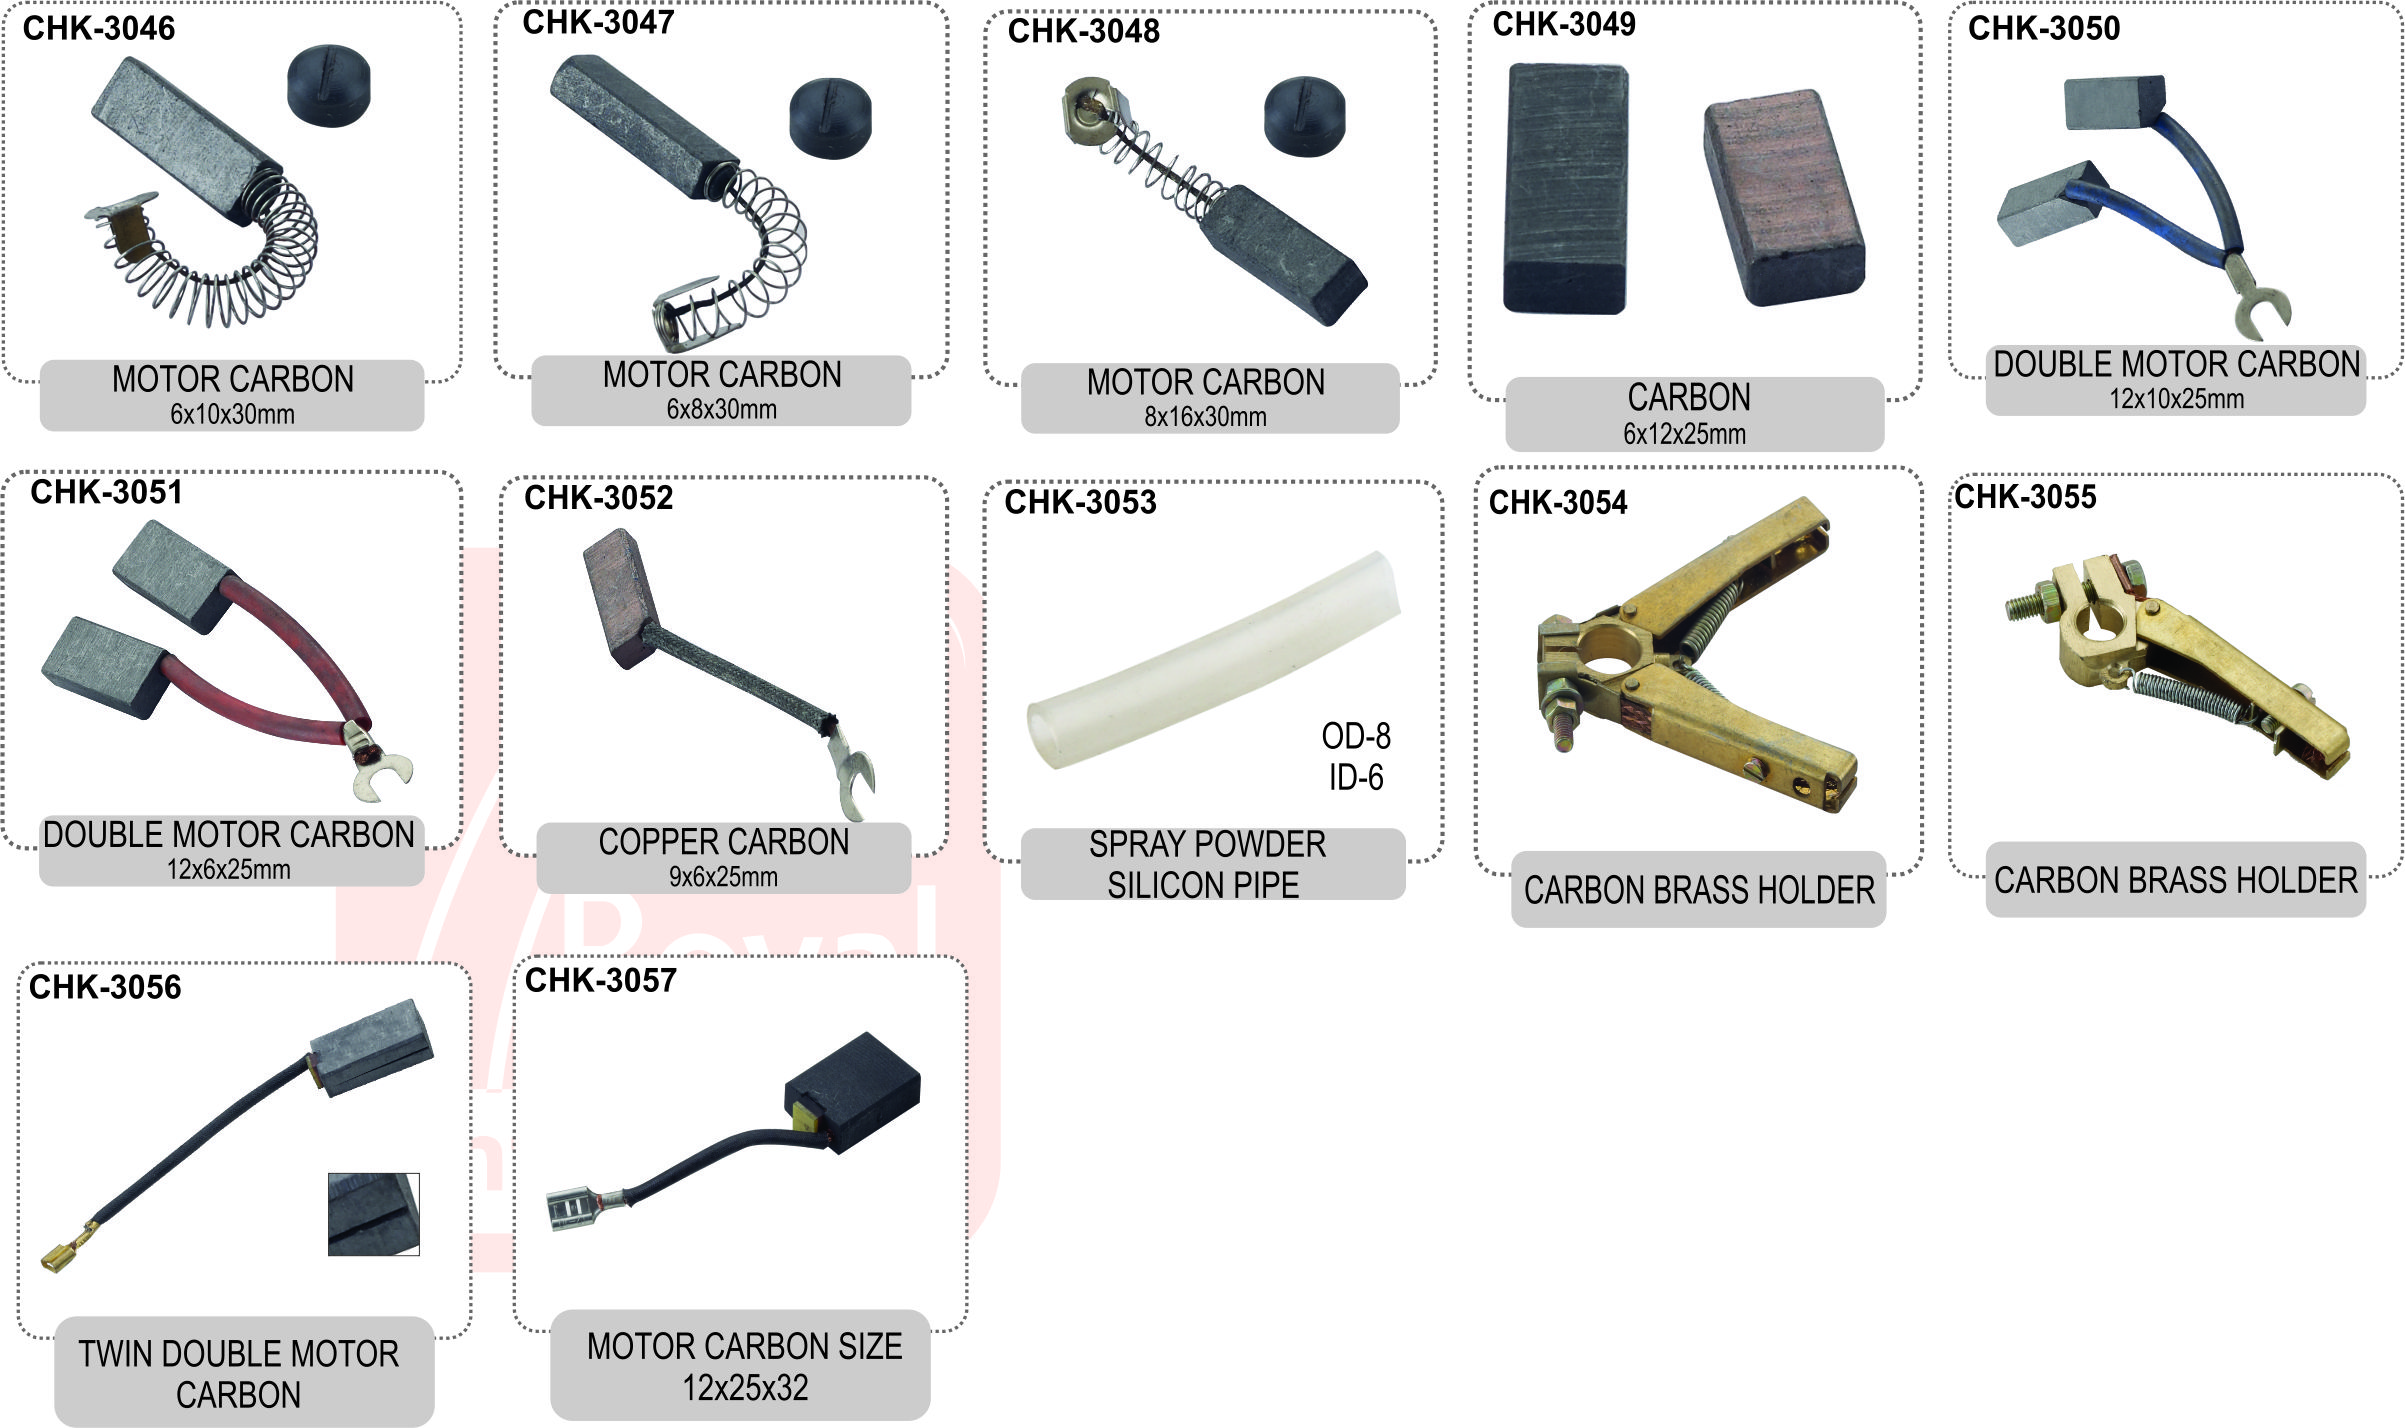 CHK-3046
MOTOR CARBON
6x10x30mm
CHK-3047
MOTOR CARBON
6x8x30mm
CHK-3048
MOTOR CARBON
8x16x30mm
CHK-3049
CARBON
6x12x25mm
CHK-3050
DOUBLE MOTOR CARBON
12x10x25mm
CHK-3051
DOUBLE MOTOR CARBON
12x6x25mm
CHK-3052
COPPER CARBON
9x6x25mm
CHK-3053
OD-8
ID-6
SPRAY POWDER
SILICON PIPE
CHK-3054
CARBON BRASS HOLDER
CHK-3055
CARBON BRASS HOLDER
Royal
CHK-3056
TWIN DOUBLE MOTOR
CARBON
CHK-3057
MOTOR CARBON SIZE
12x25x32